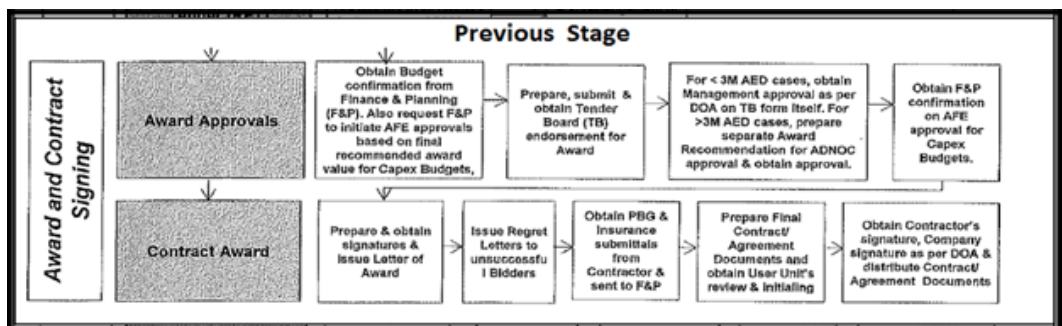 Previous Stage
Award and Contract
Signing
Award Approvals
Obtain Budget
confirmation from
Finance & Planning
(F&P). Also request F&P
to initiate AFE approvals
based on final
recommended award
value for Capex Budgets,
Prepare, submit &
obtain Tender
Board (TB)
endorsement for
Award
For < 3M AED cases, obtain
Management approval as per
DOA on TB form itself. For
>3M AED cases, prepare
separate Award
Recommendation for ADNOC
approval & obtain approval.
Obtain F&P
confirmation
on AFE
approval for
Capex
Budgets.
Contract Award
Prepare & obtain
signatures &
Issue Letter of
Award
Issue Regret
Letters to
unsuccessfu
l Bidders
Obtain PBG &
Insurance
submittals
from
Contractor &
sent to F&P
Prepare Final
Contract/
Agreement
Documents and
obtain User Unit's
review & initialing
Obtain Contractor's
signature, Company
signature as per DOA &
distribute Contract/
Agreement Documents